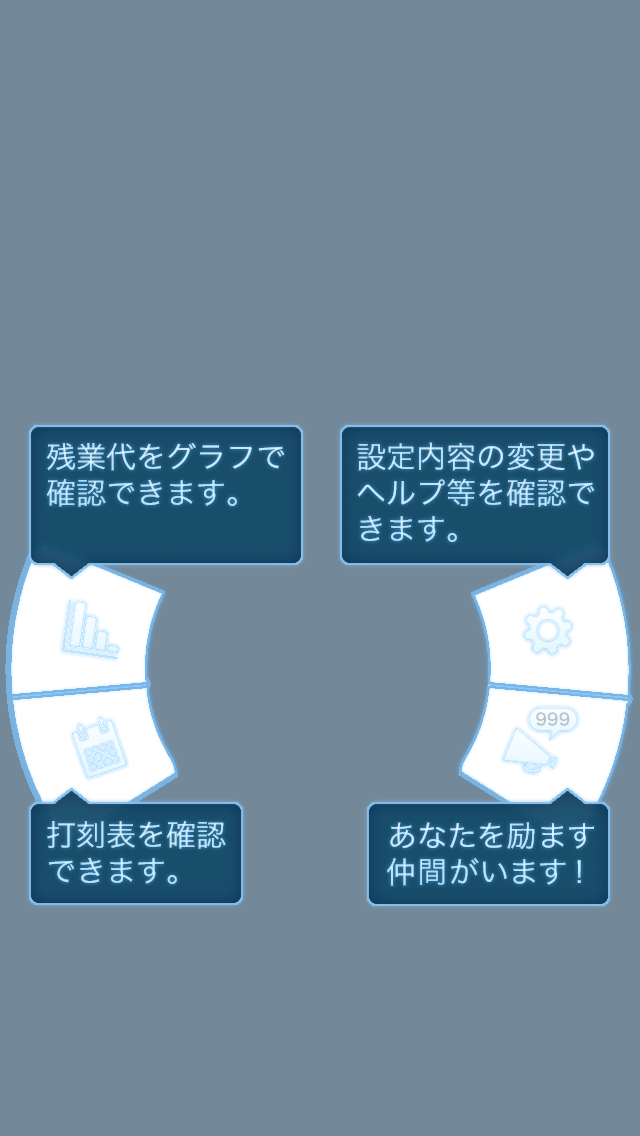 残業代をグラフで
確認できます。
設定内容の変更や
ヘルプ等を確認で
きます。
999
打刻表を確認
できます。
あなたを励ます
仲間がいます！